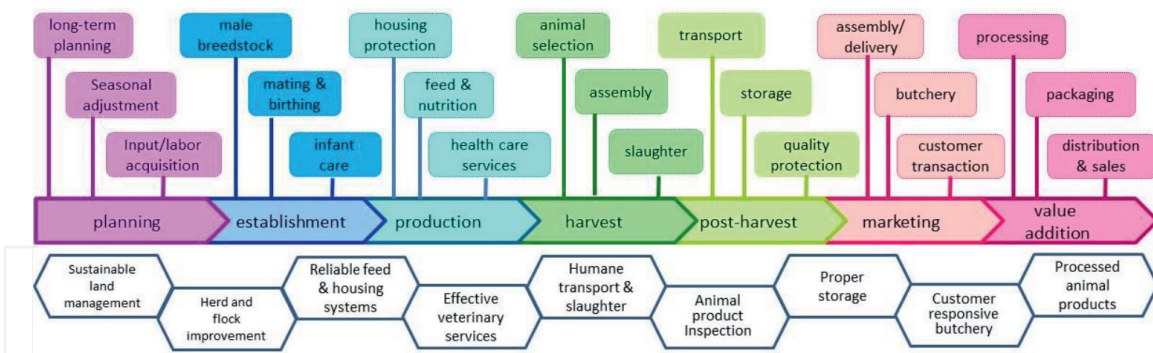 long-term
planning
Seasonal
adjustment
Input/labor
acquisition
male
breedstock
mating &
birthing
infant
care
housing
protection
feed &
nutrition
health care
services
animal
selection
assembly
slaughter
transport
storage
quality
protection
assembly/
delivery
butchery
customer
transaction
processing
packaging
distribution
& sales
planning
establishment
production
harvest
post-harvest
marketing
value
addition
Sustainable
land
management
Herd and
flock
improvement
Reliable feed
& housing
systems
Effective
veterinary
services
Humane
transport &
slaughter
Animal
product
Inspection
Proper
storage
Customer
responsive
butchery
Processed
animal
products